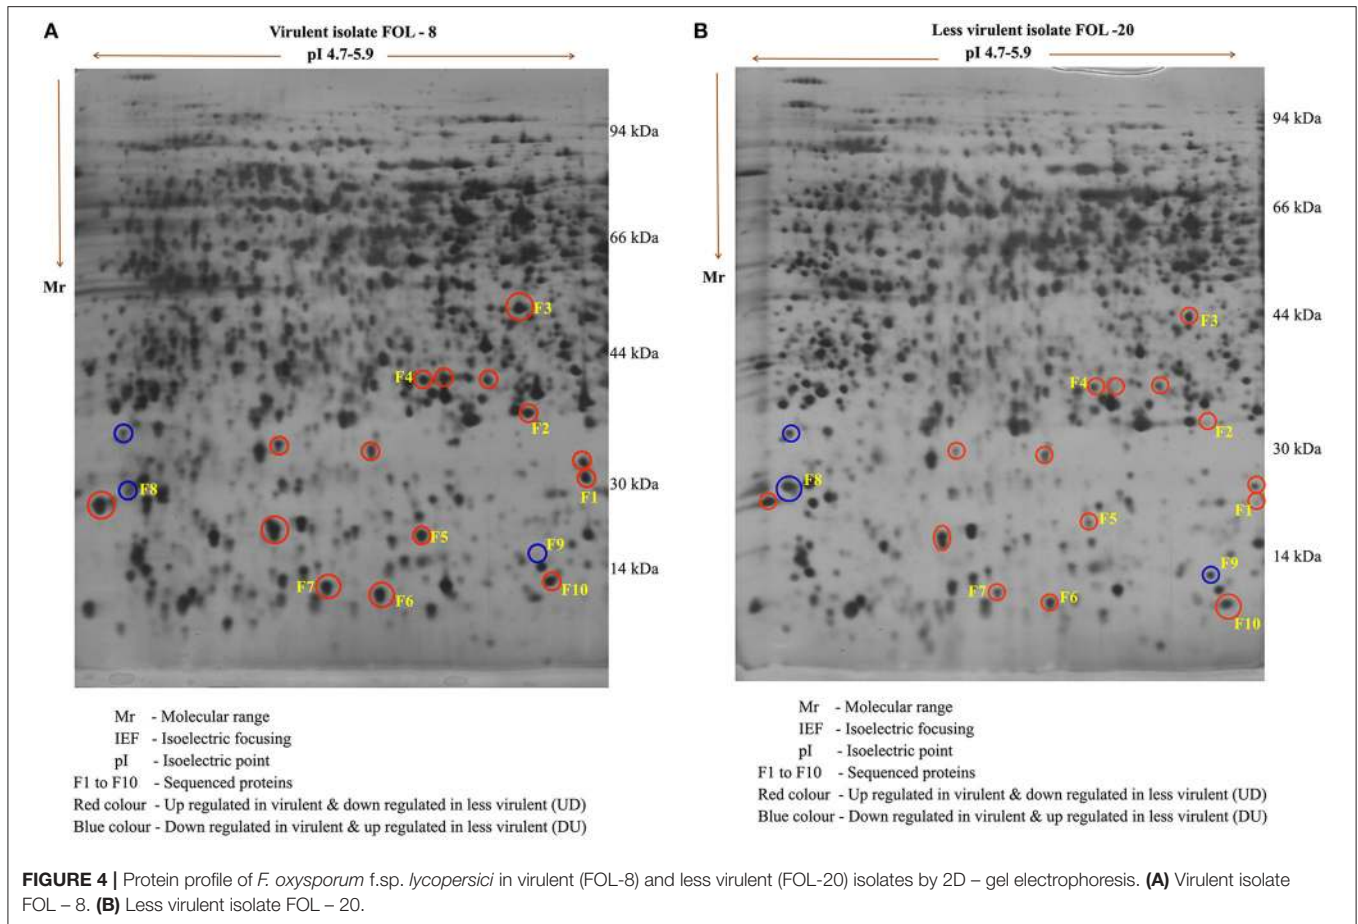 A
Virulent isolate FOL - 8
pI 4.7-5.9
Mr
94 kDa
66 kDa
44 kDa
30 kDa
14 kDa
F3
F4
F2
F1
F8
F5
F9
F7
F6
F10
Mr - Molecular range
IEF - Isoelectric focusing
pI - Isoelectric point
F1 to F10 - Sequenced proteins
Red colour - Up regulated in virulent & down regulated in less virulent (UD)
Blue colour - Down regulated in virulent & up regulated in less virulent (DU)
B
Less virulent isolate FOL -20
pI 4.7-5.9
Mr
94 kDa
66 kDa
44 kDa
30 kDa
14 kDa
F3
F4
F2
F8
F1
F5
F9
F7
F6
F10
Mr - Molecular range
IEF - Isoelectric focusing
pI - Isoelectric point
F1 to F10 - Sequenced proteins
Red colour - Up regulated in virulent & down regulated in less virulent (UD)
Blue colour - Down regulated in virulent & up regulated in less virulent (DU)
FIGURE 4 | Protein profile of F. oxysporum f.sp. lycopersici in virulent (FOL-8) and less virulent (FOL-20) isolates by 2D – gel electrophoresis. (A) Virulent isolate
FOL – 8. (B) Less virulent isolate FOL – 20.